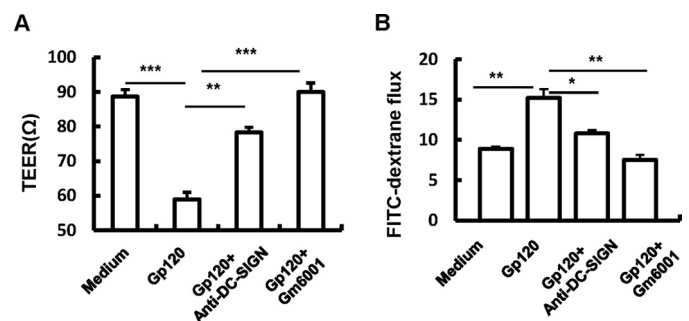 A
TEER(Ω)
100
90
80
70
60
50
***
**
***
Medium
Gp120
Gp120+
Anti-DC-SIGN
Gp120+
Gm6001
B
FITC-dextrane flux
20
15
10
5
0
**
*
**
Medium
Gp120
Gp120+
Anti-DC-SIGN
Gp120+
Gm6001